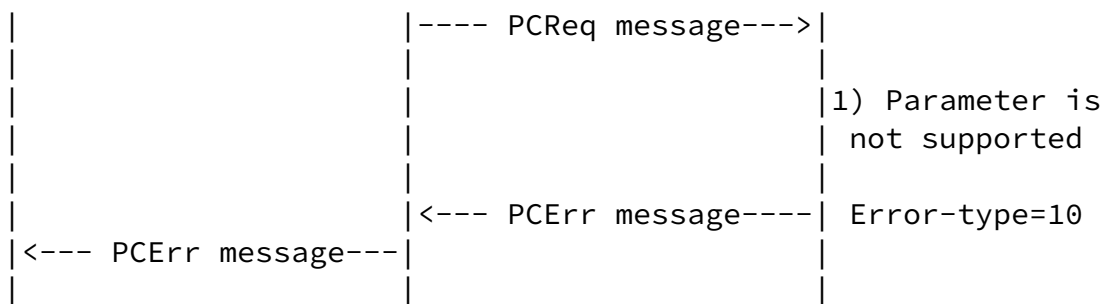 |                     |---- PCReq message--->|
|                     |                      |
|                     |                      |1) Parameter is
|                     |                      | not supported
|                     |                      |
|                     |<--- PCErr message----| Error-type=10
|<--- PCErr message---|                      |
|                     |                      |